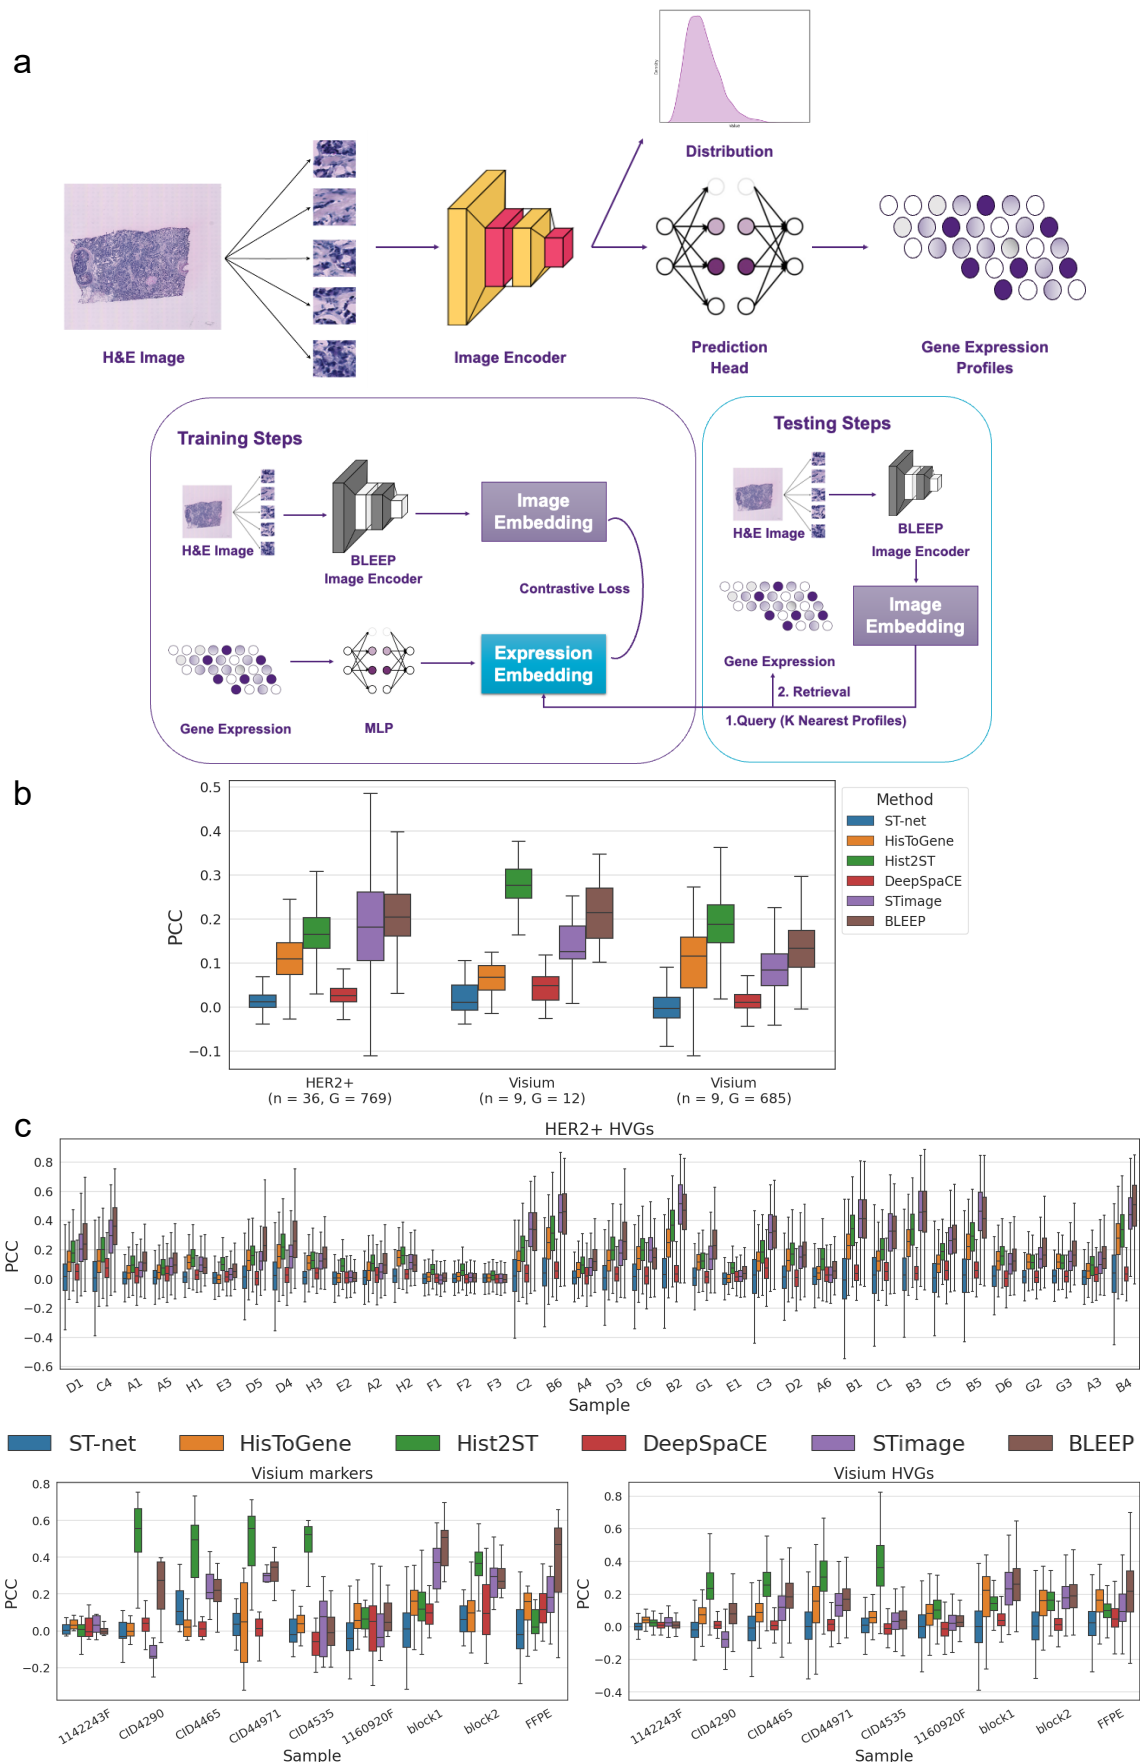 a
Distribution
H&E Image
Image Encoder
Prediction
Head
Gene Expression
Profiles
Training Steps
H&E Image
BLEEP
Image Encoder
Image
Embedding
Contrastive Loss
Gene Expression
MLP
Expression
Embedding
Testing Steps
H&E Image
BLEEP
Image Encoder
Image
Embedding
Gene Expression
2. Retrieval
1.Query (K Nearest Profiles)
b
PCC
0.5
0.4
0.3
0.2
0.1
0.0
−0.1
HER2+
(n = 36, G = 769)
Visium
(n = 9, G = 12)
Visium
(n = 9, G = 685)
Method
ST-net
HisToGene
Hist2ST
DeepSpaCE
STimage
BLEEP
c
HER2+ HVGs
PCC
0.8
0.6
0.4
0.2
0.0
−0.2
−0.4
−0.6
D1 C4 A1 A5 H1 E3 D5 D4 H3 E2 A2 H2 F1 F2 F3 C2 B6 A4 D3 C6 B2 G1 E1 C3 D2 A6 B1 C1 B3 C5 B5 D6 G2 G3 A3 B4
Sample
ST-net HisToGene Hist2ST DeepSpaCE STimage BLEEP
Visium markers
PCC
0.8
0.6
0.4
0.2
0.0
−0.2
1142243F CID4290 CID4465 CID44971 CID4535 1160920F block1 block2 FFPE
Sample
Visium HVGs
PCC
0.8
0.6
0.4
0.2
0.0
−0.2
−0.4
1142243F CID4290 CID4465 CID44971 CID4535 1160920F block1 block2 FFPE
Sample